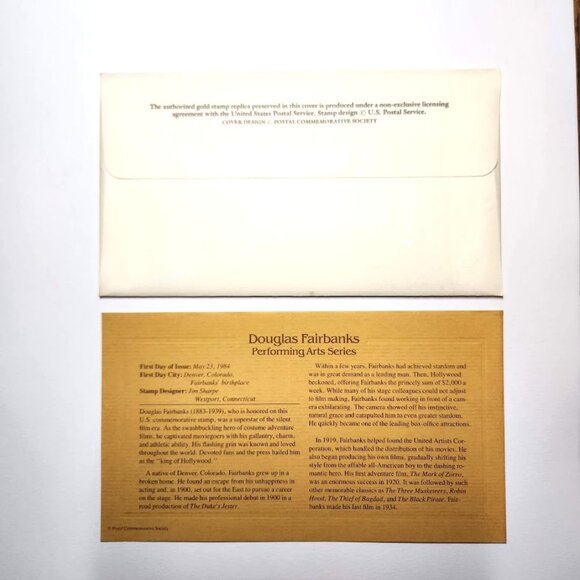 The authorized gold stamp replica preserved in this cover is produced under a non-exclusive licensing
agreement with the United States Postal Service. Stamp design © U.S. Postal Service.
COVER DESIGN © POSTAL COMMEMORATIVE SOCIETY
Douglas Fairbanks
Performing Arts Series
First Day of Issue: May 23, 1984
First Day City: Denver, Colorado,
Fairbanks' birthplace
Stamp Designer: Jim Sharpe
Westport, Connecticut
Douglas Fairbanks (1883-1939), who is honored on this
U.S. commemorative stamp, was a superstar of the silent
film era. As the swashbuckling hero of costume adventure
films, he captivated moviegoers with his gallantry, charm,
and athletic ability. His flashing grin was known and loved
throughout the world. Devoted fans and the press hailed him
as the "king of Hollywood."
A native of Denver, Colorado, Fairbanks grew up in a
broken home. He found an escape from his unhappiness in
acting and, in 1900, set out for the East to pursue a career
on the stage. He made his professional debut in 1900 in a
road production of The Duke's Jester.
Within a few years, Fairbanks had achieved stardom and
was in great demand as a leading man. Then, Hollywood
beckoned, offering Fairbanks the princely sum of $2,000 a
week. While many of his stage colleagues could not adjust
to film making, Fairbanks found working in front of a cam-
era exhilarating. The camera showed off his instinctive,
natural grace and catapulted him to even greater stardom.
He quickly became one of the leading box-office attractions.
In 1919, Fairbanks helped found the United Artists Cor-
poration, which handled the distribution of his movies. He
also began producing his own films, gradually shifting his
style from the affable all-American boy to the dashing ro-
mantic hero. His first adventure film, The Mark of Zorro,
was an enormous success in 1920. It was followed by such
other memorable classics as The Three Musketeers, Robin
Hood, The Thief of Bagdad, and The Black Pirate. Fair-
banks made his last film in 1934.
© Postal Commemorative Society